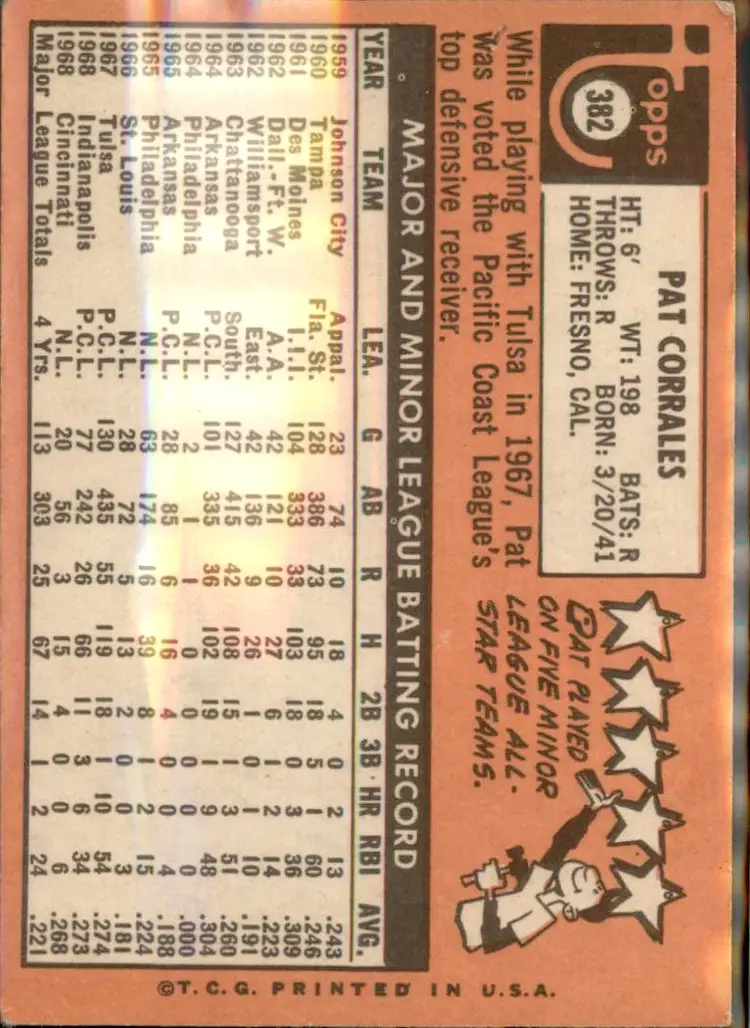 Topps
382
PAT CORRALES
HT: 6' WT: 198 BATS: R
THROWS: R BORN: 3/20/41
HOME: FRESNO, CAL.
While playing with Tulsa in 1967, Pat
was voted the Pacific Coast League's
top defensive receiver.
PAT PLAYED
ON FIVE MINOR
LEAGUE ALL-
STAR TEAMS.
MAJOR AND MINOR LEAGUE BATTING RECORD
YEAR TEAM LEA. G AB R H 2B 3B HR RBI AVG.
1959 Johnson City Appal. 23 74 10 18 4 0 2 13 .243
1960 Tampa Fla. St. 128 386 73 95 18 5 1 60 .246
1961 Des Moines I.I.I. 104 333 33 103 18 0 3 36 .309
1962 Dall.-Ft. W. A.A. 42 121 10 27 6 1 2 14 .223
1962 Williamsport East. 42 136 9 26 1 0 1 10 .191
1963 Chattanooga South. 127 415 42 108 15 1 3 51 .260
1964 Arkansas P.C.L. 101 335 36 102 19 1 9 48 .304
1964 Philadelphia N.L. 2 1 1 0 0 0 0 0 .000
1965 Arkansas P.C.L. 28 85 6 16 4 0 0 4 .188
1965 Philadelphia N.L. 63 174 16 39 8 1 2 15 .224
1966 St. Louis N.L. 28 72 5 13 2 0 0 3 .181
1967 Tulsa P.C.L. 130 435 55 119 18 1 10 54 .274
1968 Indianapolis P.C.L. 77 242 26 66 11 3 6 34 .273
1968 Cincinnati N.L. 20 56 3 15 4 0 0 6 .268
Major League Totals 4 Yrs. 113 303 25 67 14 1 2 24 .221
©T.C.G. PRINTED IN U.S.A.